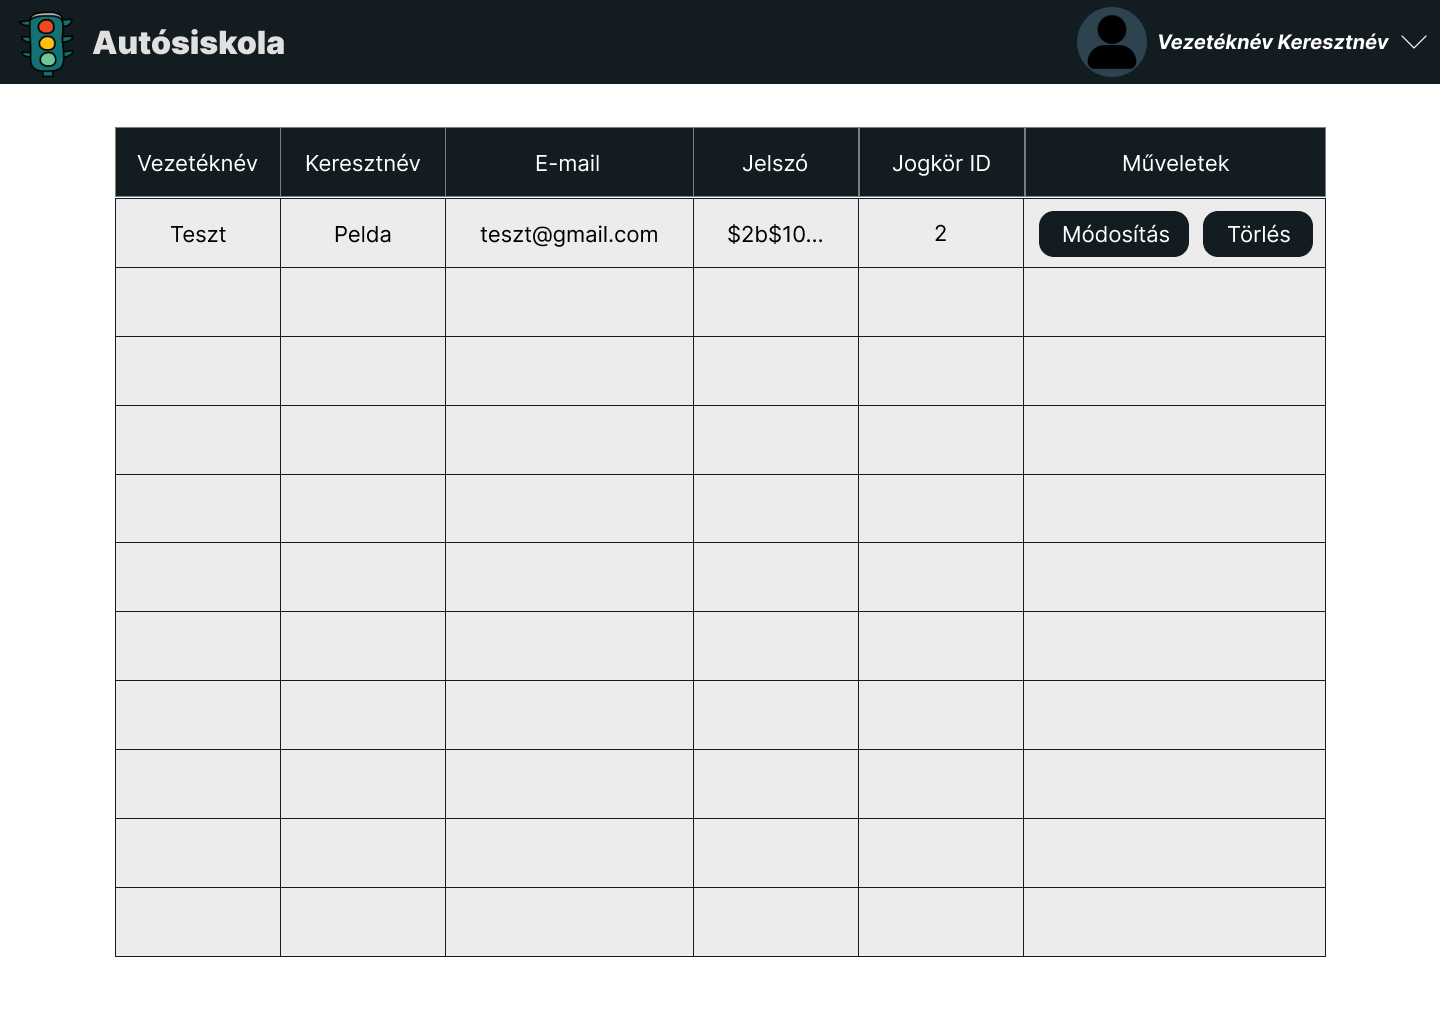 Autósiskola
Vezetéknév Keresztnév
Vezetéknév Keresztnév E-mail Jelszó Jogkör ID Műveletek
Teszt Pelda teszt@gmail.com $2b$10... 2 Módosítás Törlés